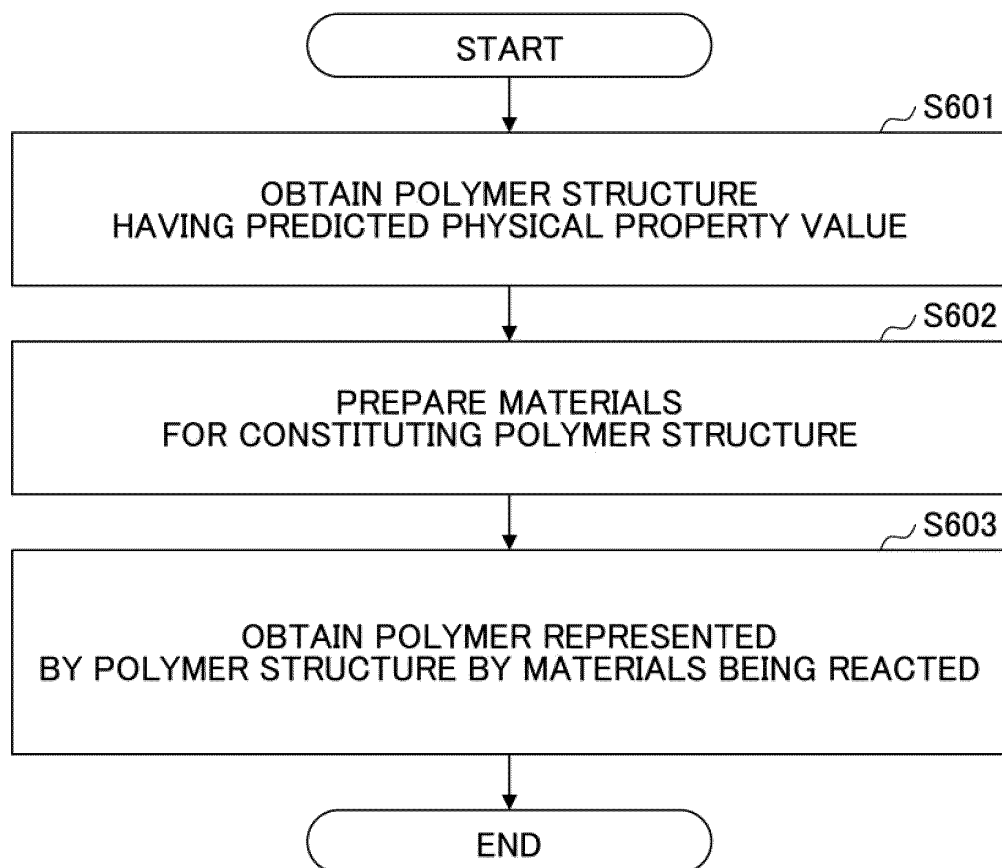 START
S601
OBTAIN POLYMER STRUCTURE
HAVING PREDICTED PHYSICAL PROPERTY VALUE
S602
PREPARE MATERIALS
FOR CONSTITUTING POLYMER STRUCTURE
S603
OBTAIN POLYMER REPRESENTED
BY POLYMER STRUCTURE BY MATERIALS BEING REACTED
END